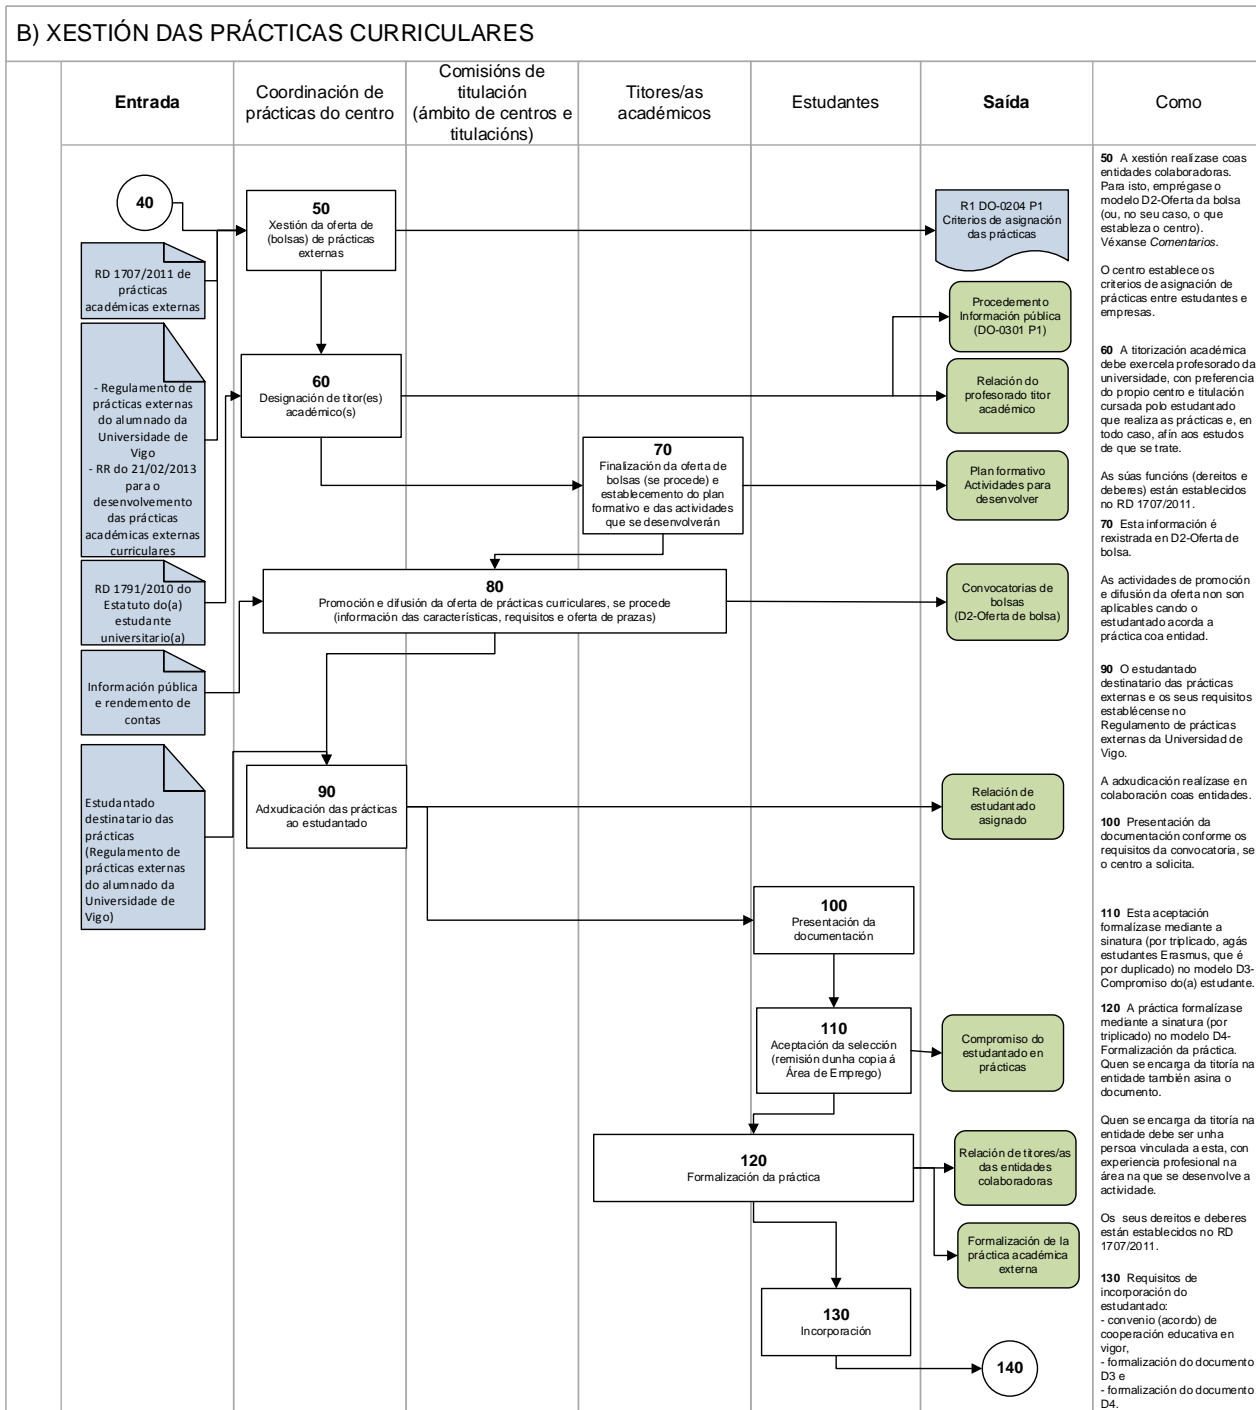 B) XESTIÓN DAS PRÁCTICAS CURRICULARES
Entrada
Coordinación de
prácticas do centro
Comisións de
titulación
(ámbito de centros e
titulacións)
Titores/as
académicos
Estudantes
Saída
Como
40
RD 1707/2011 de
prácticas
académicas externas
- Regulamento de
prácticas externas
do alumnado da
Universidade de
Vigo
- RR do 21/02/2013
para o
desenvolvemento
das prácticas
académicas externas
curriculares
RD 1791/2010 do
Estatuto do(a)
estudante
universitario(a)
Información pública
e rendemento de
contas
Estudantado
destinatario das
prácticas
(Regulamento de
prácticas externas
do alumnado da
Universidade de
Vigo)
50
Xestión da oferta de
(bolsas) de prácticas
externas
60
Designación de titor(es)
académico(s)
70
Finalización da oferta de
bolsas (se procede) e
establecemento do plan
formativo e das actividades
que se desenvolverán
80
Promoción e difusión da oferta de prácticas curriculares, se procede
(información das características, requisitos e oferta de prazas)
90
Adxudicación das prácticas
ao estudantado
100
Presentación da
documentación
110
Aceptación da selección
(remisión dunha copia á
Área de Emprego)
120
Formalización da práctica
130
Incorporación
140
R1 DO-0204 P1
Criterios de asignación
das prácticas
Procedemento
Información pública
(DO-0301 P1)
Relación do
profesorado titor
académico
Plan formativo
Actividades para
desenvolver
Convocatorias de
bolsas
(D2-Oferta de bolsa)
Relación de
estudantado
asignado
Compromiso do
estudantado en
prácticas
Relación de titores/as
das entidades
colaboradoras
Formalización de la
práctica académica
externa
50 A xestión realízase coas
entidades colaboradoras.
Para isto, emprégase o
modelo D2-Oferta da bolsa
(ou, no seu caso, o que
estableza o centro).
Véxanse Comentarios.
O centro establece os
criterios de asignación de
prácticas entre estudantes e
empresas.
60 A titorización académica
debe exercela profesorado da
universidade, con preferencia
do propio centro e titulación
cursada polo estudantado
que realiza as prácticas e, en
todo caso, afín aos estudos
de que se trate.
As súas funcións (dereitos e
deberes) están establecidos
no RD 1707/2011.
70 Esta información é
rexistrada en D2-Oferta de
bolsa.
As actividades de promoción
e difusión da oferta non son
aplicables cando o
estudantado acorda a
práctica coa entidad.
90 O estudantado
destinatario das prácticas
externas e os seus requisitos
establécense no
Regulamento de prácticas
externas da Universidad de
Vigo.
A adxudicación realízase en
colaboración coas entidades.
100 Presentación da
documentación conforme os
requisitos da convocatoria, se
o centro a solicita.
110 Esta aceptación
formalízase mediante a
sinatura (por triplicado, agás
estudantes Erasmus, que é
por duplicado) no modelo D3-
Compromiso do(a) estudante.
120 A práctica formalízase
mediante a sinatura (por
triplicado) no modelo D4-
Formalización da práctica.
Quen se encarga da titoría na
entidade también asina o
documento.
Quen se encarga da titoría na
entidade debe ser unha
persoa vinculada a esta, con
experiencia profesional na
área na que se desenvolve a
actividade.
Os seus dereitos e deberes
están establecidos no RD
1707/2011.
130 Requisitos de
incorporación do
estudantado:
- convenio (acordo) de
cooperación educativa en
vigor,
- formalización do documento
D3 e
- formalización do documento
D4.